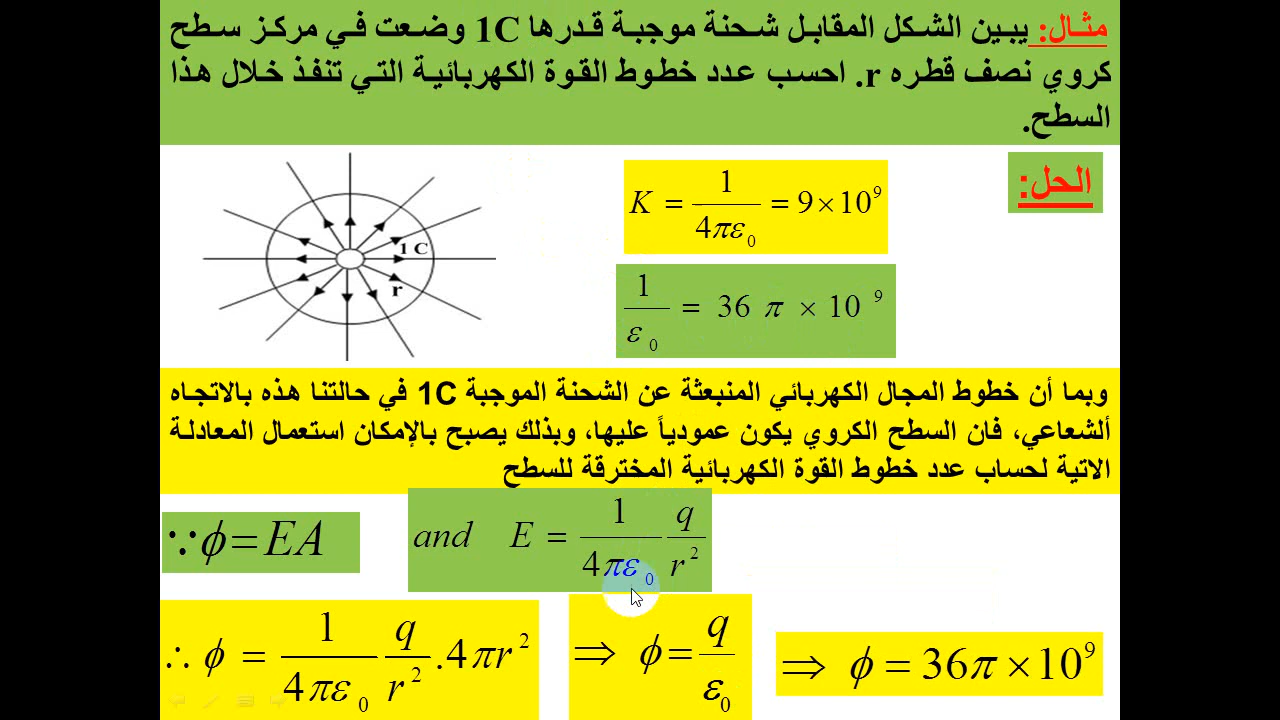 مثال: يبين الشكل المقابل شحنة موجبة قدرها 1C وضعت في مركز سطح
كروي نصف قطره r. احسب عدد خطوط القوة الكهربائية التي تنفذ خلال هذا
السطح.
الحل:
K = 1/(4πε₀) = 9×10⁹
1/ε₀ = 36 π × 10⁹
1 C
r
وبما أن خطوط المجال الكهربائي المنبعثة عن الشحنة الموجبة 1C في حالتنا هذه بالاتجاه
ألشعاعي، فان السطح الكروي يكون عمودياً عليها، وبذلك يصبح بالإمكان استعمال المعادلة
الاتية لحساب عدد خطوط القوة الكهربائية المخترقة للسطح
∵ϕ=EA
and E = 1/(4πε₀) q/r²
∴ ϕ = 1/(4πε₀) q/r² .4πr²
⇒ ϕ = q/ε₀
⇒ ϕ = 36π×10⁹